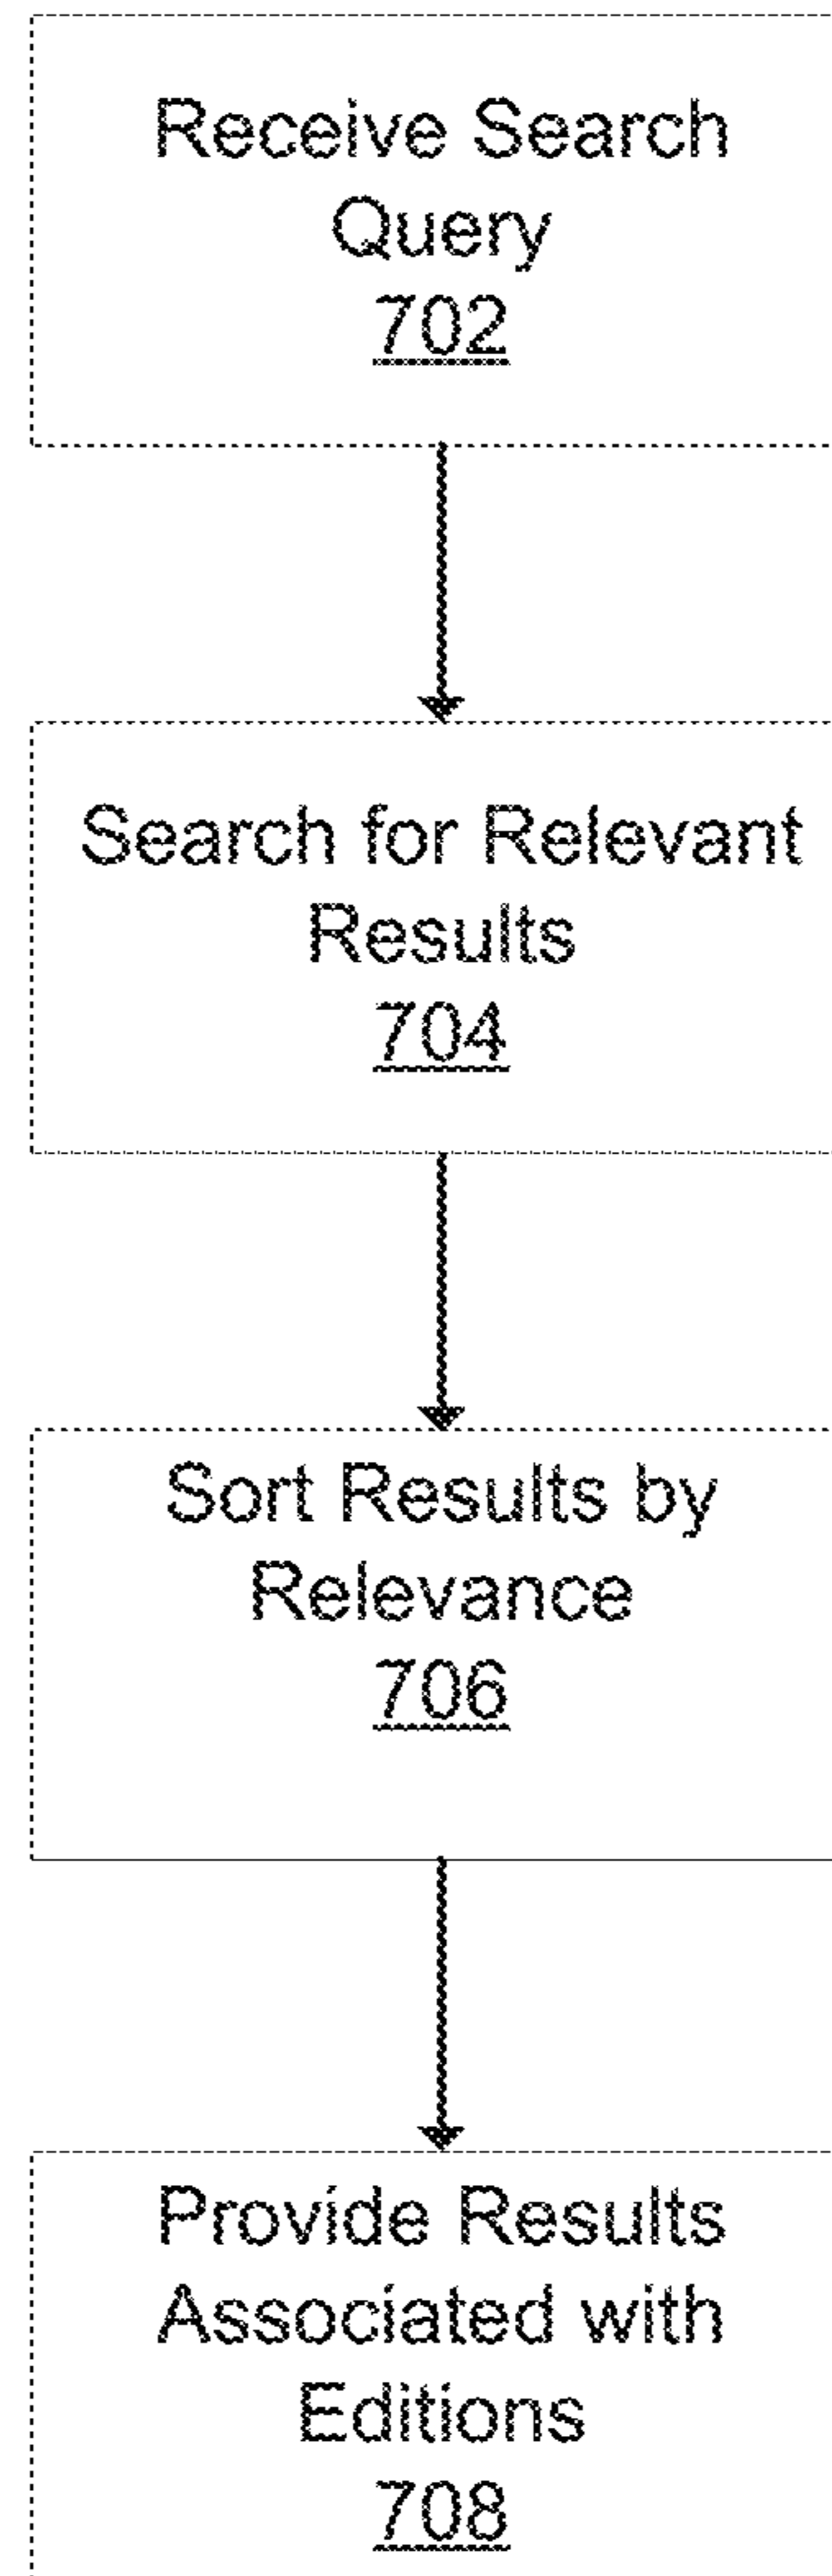 Receive Search
Query
702
Search for Relevant
Results
704
Sort Results by
Relevance
706
Provide Results
Associated with
Editions
708